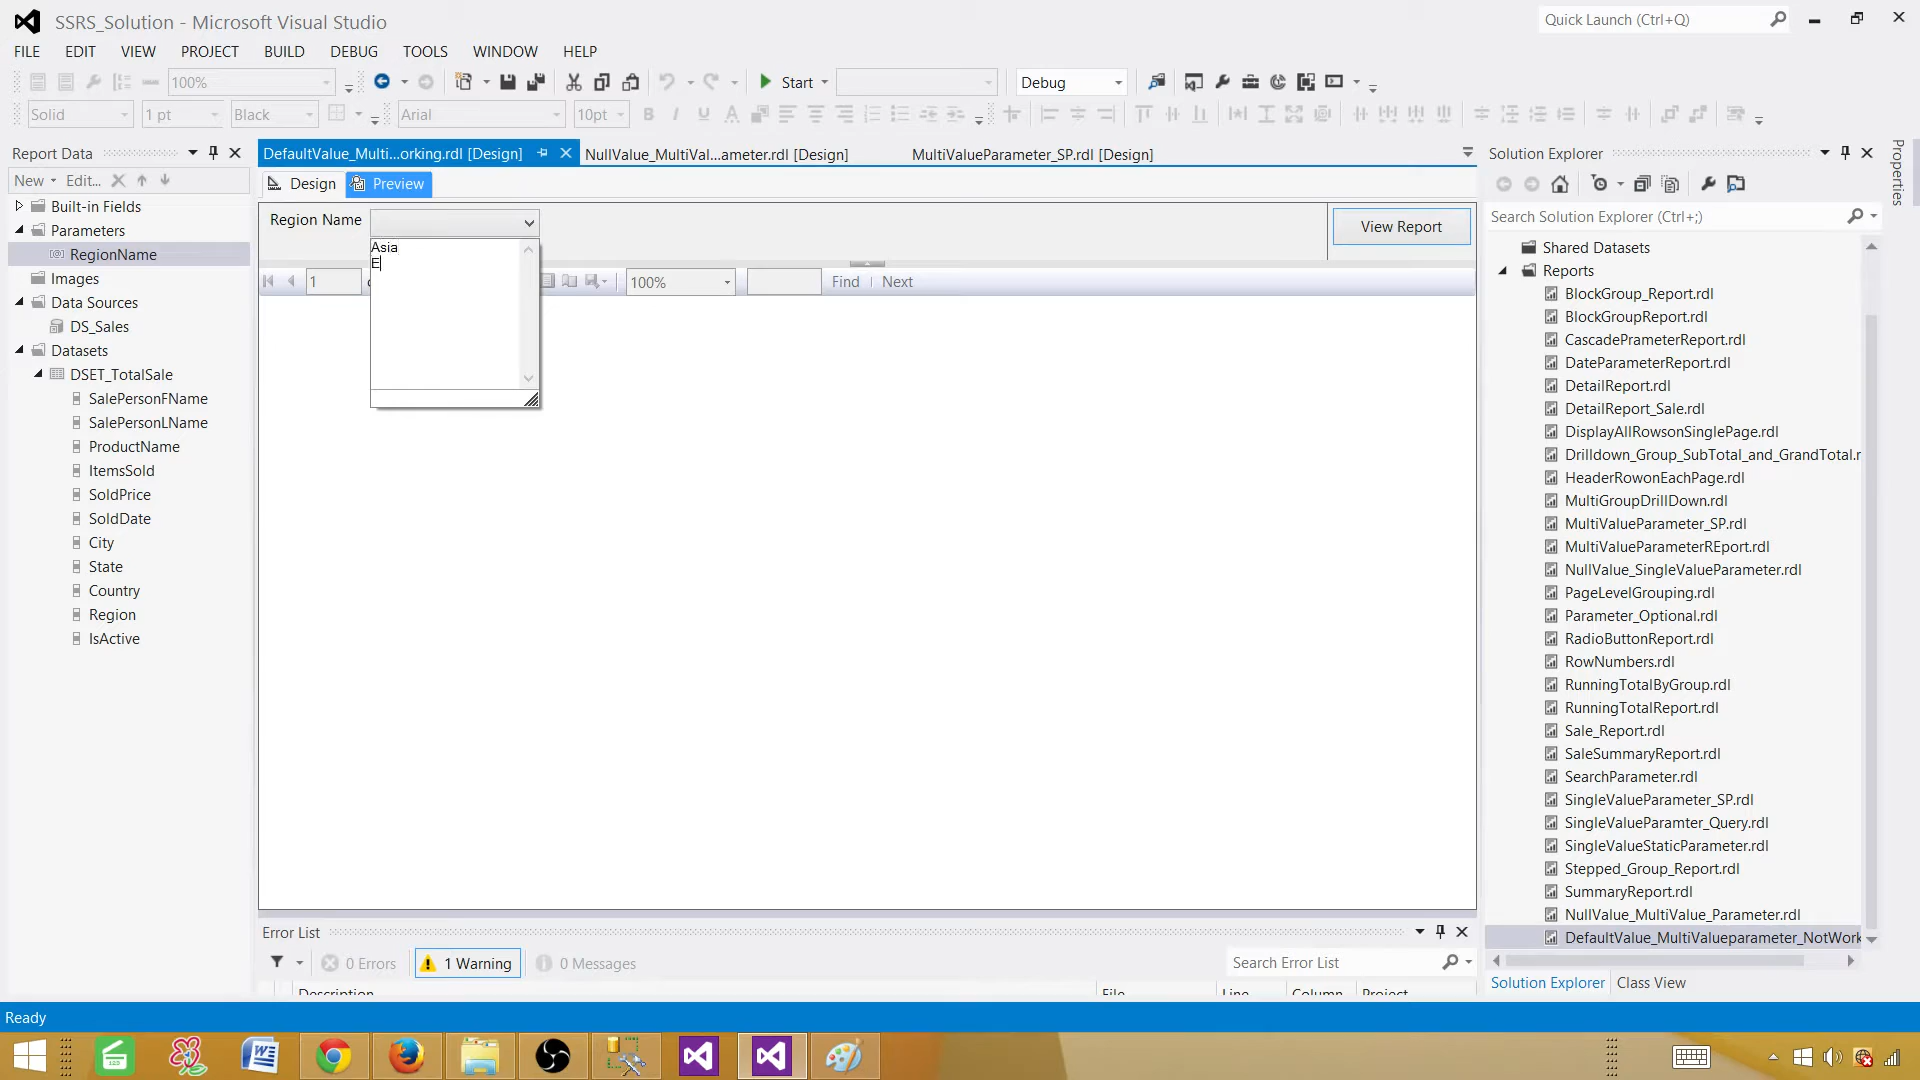 SSRS_Solution - Microsoft Visual Studio
Quick Launch (Ctrl+Q)
FILE EDIT VIEW PROJECT BUILD DEBUG TOOLS WINDOW HELP
100% Start Debug
Solid 1 pt Black Arial 10pt
Report Data
New Edit...
Built-in Fields
Parameters
RegionName
Images
Data Sources
DS_Sales
Datasets
DSET_TotalSale
SalePersonFName
SalePersonLName
ProductName
ItemsSold
SoldPrice
SoldDate
City
State
Country
Region
IsActive
DefaultValue_Multi...orking.rdl [Design] NullValue_MultiVal...ameter.rdl [Design] MultiValueParameter_SP.rdl [Design]
Design Preview
Region Name
View Report
Asia
E
1 100% Find Next
Error List
0 Errors 1 Warning 0 Messages
Search Error List
Description File Line Column Project
Solution Explorer
Search Solution Explorer (Ctrl+;)
Shared Datasets
Reports
BlockGroup_Report.rdl
BlockGroupReport.rdl
CascadePrameterReport.rdl
DateParameterReport.rdl
DetailReport.rdl
DetailReport_Sale.rdl
DisplayAllRowsonSinglePage.rdl
Drilldown_Group_SubTotal_and_GrandTotal.r
HeaderRowonEachPage.rdl
MultiGroupDrillDown.rdl
MultiValueParameter_SP.rdl
MultiValueParameterREport.rdl
NullValue_SingleValueParameter.rdl
PageLevelGrouping.rdl
Parameter_Optional.rdl
RadioButtonReport.rdl
RowNumbers.rdl
RunningTotalByGroup.rdl
RunningTotalReport.rdl
Sale_Report.rdl
SaleSummaryReport.rdl
SearchParameter.rdl
SingleValueParameter_SP.rdl
SingleValueParamter_Query.rdl
SingleValueStaticParameter.rdl
Stepped_Group_Report.rdl
SummaryReport.rdl
NullValue_MultiValue_Parameter.rdl
DefaultValue_MultiValueparameter_NotWork
Solution Explorer Class View
Properties
Ready